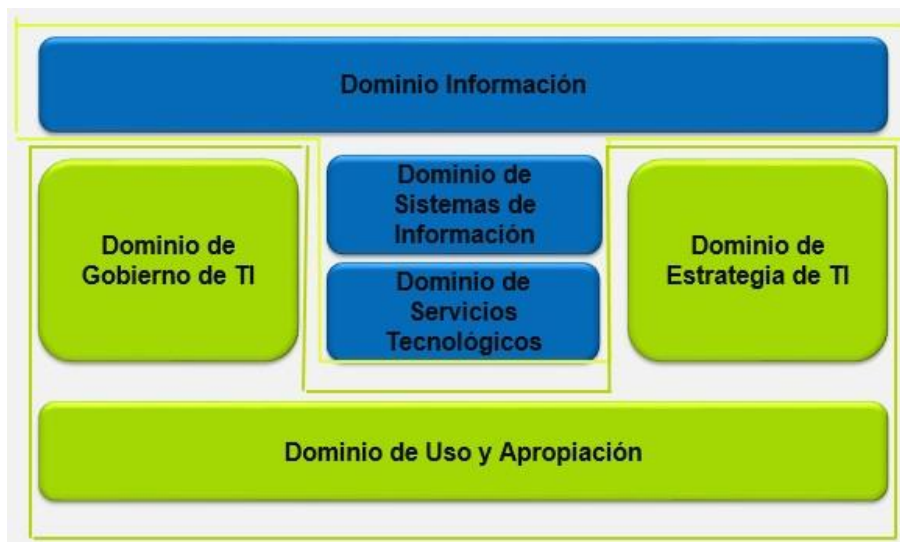 Dominio Información
Dominio de
Gobierno de TI
Dominio de
Sistemas de
Información
Dominio de
Servicios
Tecnológicos
Dominio de
Estrategia de TI
Dominio de Uso y Apropiación